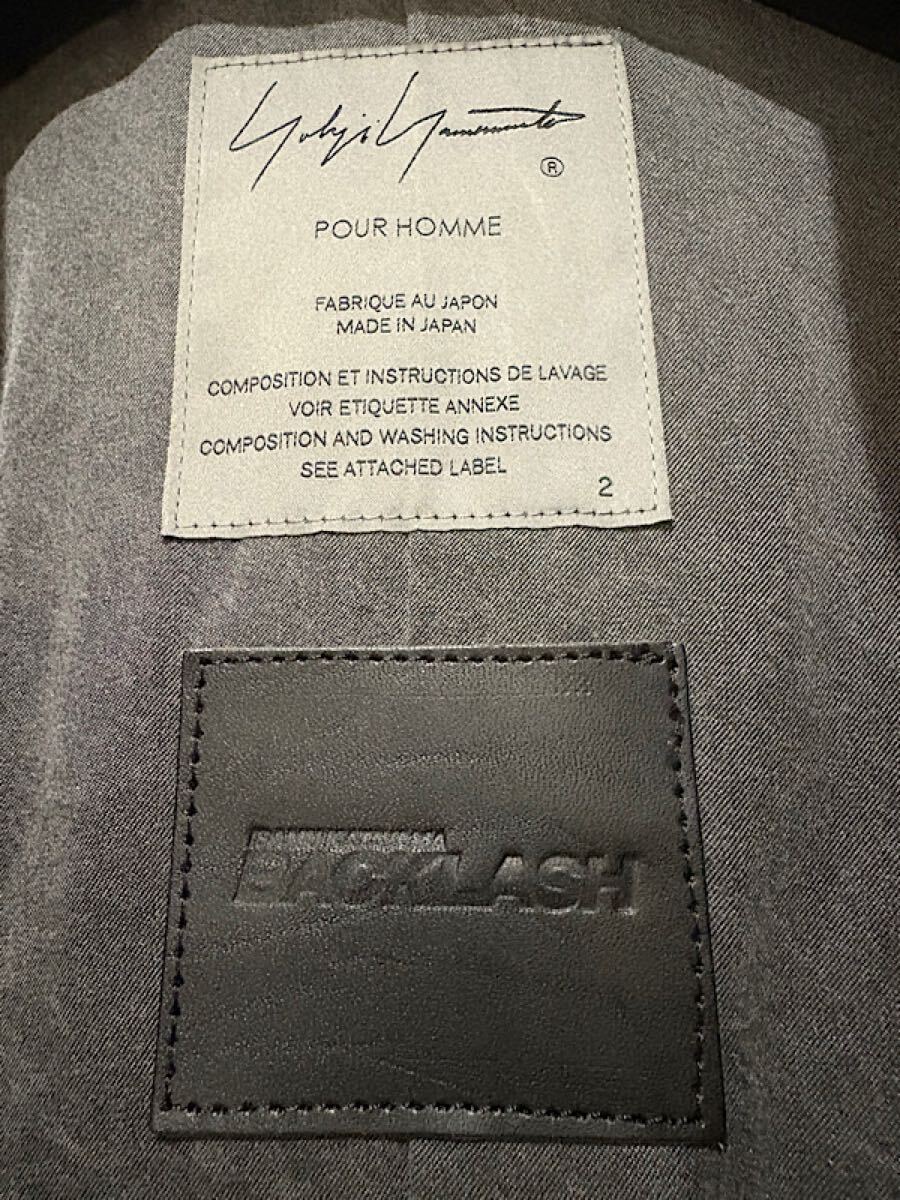 Yohji Yamamoto
®
POUR HOMME
FABRIQUE AU JAPON
MADE IN JAPAN
COMPOSITION ET INSTRUCTIONS DE LAVAGE
VOIR ETIQUETTE ANNEXE
COMPOSITION AND WASHING INSTRUCTIONS
SEE ATTACHED LABEL
2
BACKLASH